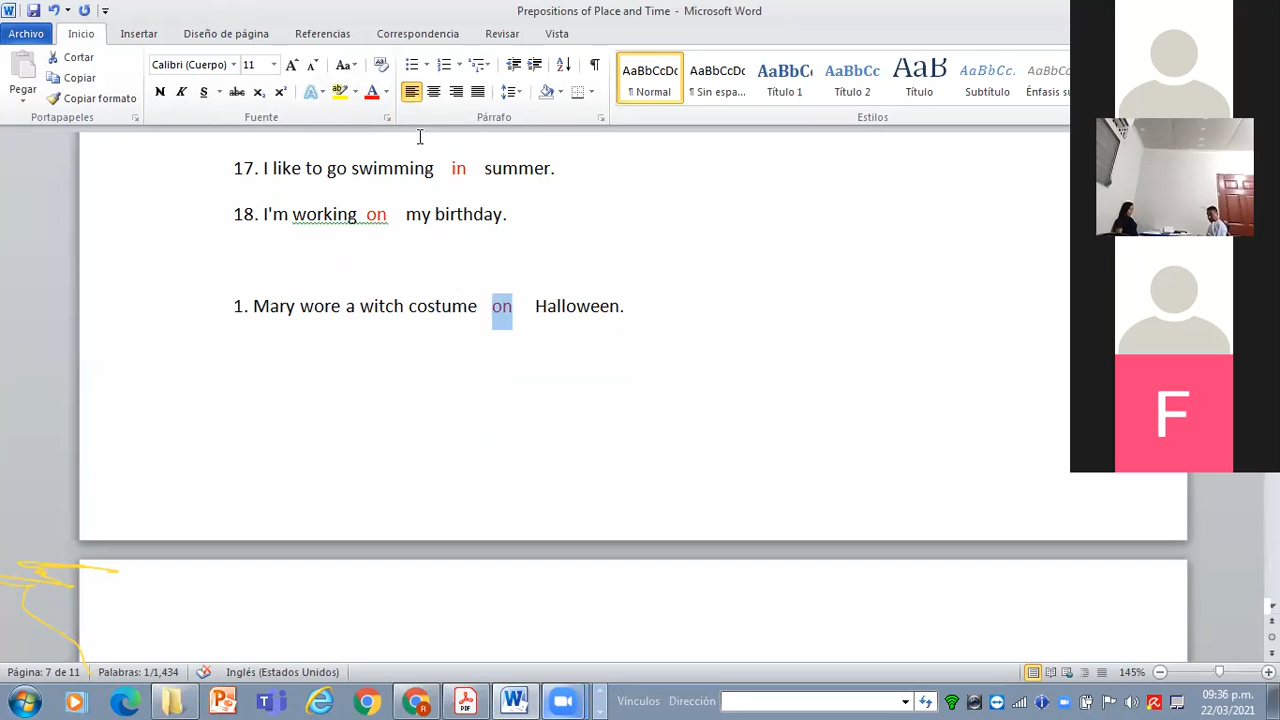 Prepositions of Place and Time - Microsoft Word
Archivo Inicio Insertar Diseño de página Referencias Correspondencia Revisar Vista
Cortar
Copiar
Copiar formato
Pegar
Calibri (Cuerpo) 11
Portapapeles Fuente Párrafo Estilos
AaBbCcDc AaBbCcDc AaBbC AaBbCc AaB AaBbCc AaBbCcDc
¶ Normal ¶ Sin espa... Título 1 Título 2 Título Subtítulo Énfasis sutil
17. I like to go swimming in summer.
18. I'm working on my birthday.
1. Mary wore a witch costume on Halloween.
F
Página: 7 de 11 Palabras: 1/1,434 Inglés (Estados Unidos) 145%
Vínculos Dirección
09:36 p.m.
22/03/2021